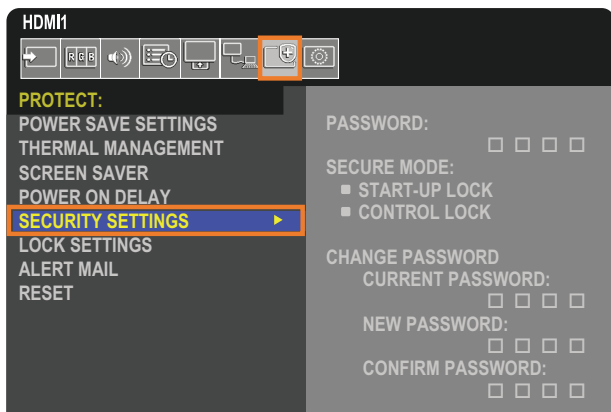 HDMI1
RGB
PROTECT:
POWER SAVE SETTINGS
THERMAL MANAGEMENT
SCREEN SAVER
POWER ON DELAY
SECURITY SETTINGS
LOCK SETTINGS
ALERT MAIL
RESET
PASSWORD:
SECURE MODE:
START-UP LOCK
CONTROL LOCK
CHANGE PASSWORD
CURRENT PASSWORD:
NEW PASSWORD:
CONFIRM PASSWORD: